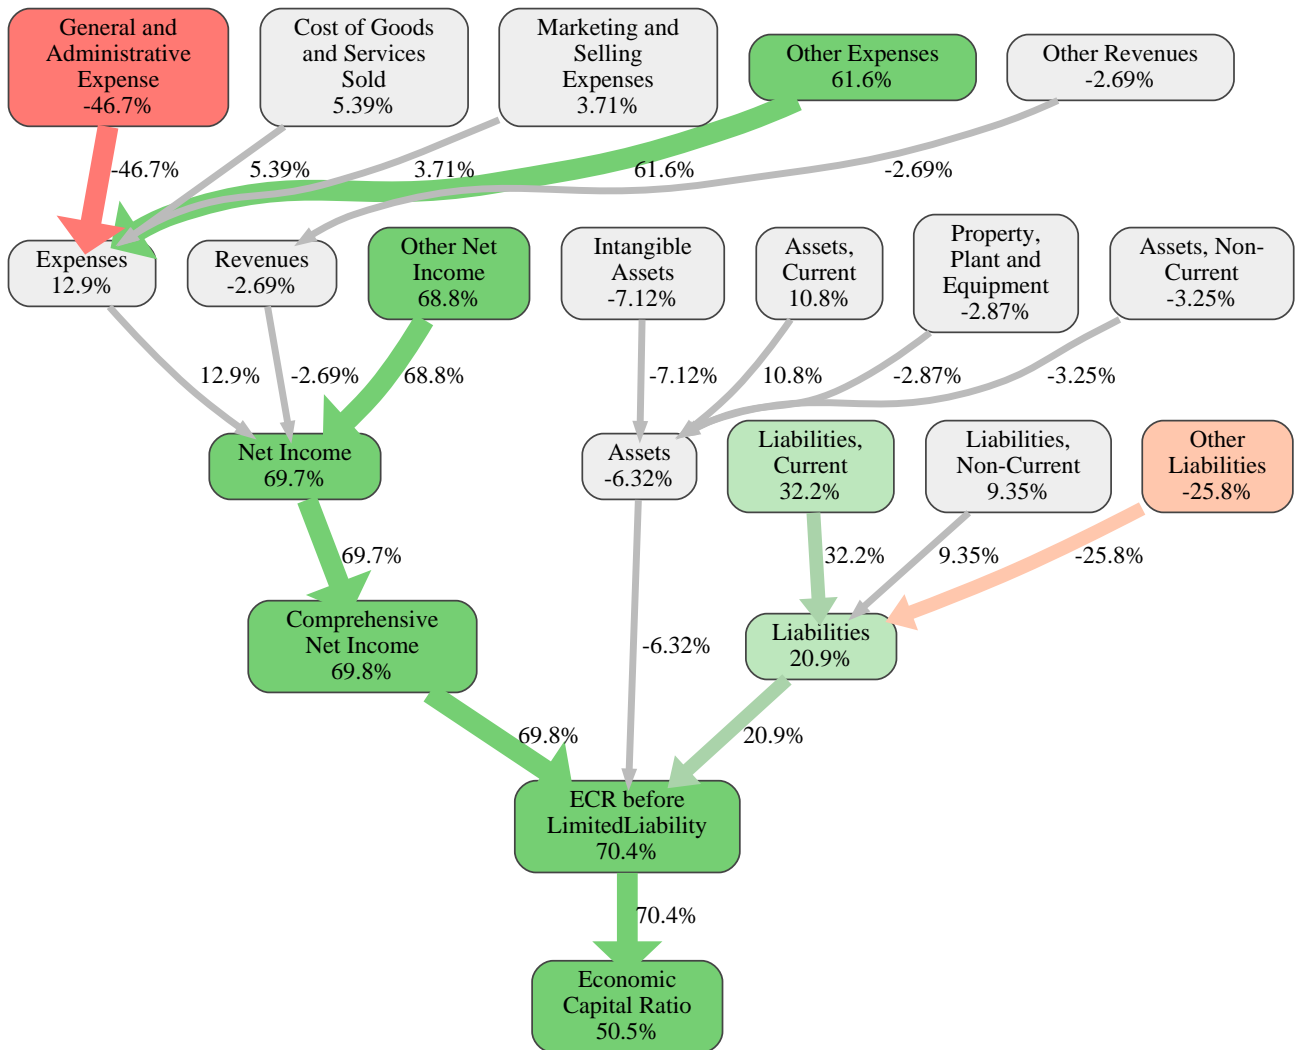 General and
Administrative
Expense
-46.7%
Cost of Goods
and Services
Sold
5.39%
Marketing and
Selling
Expenses
3.71%
Other Expenses
61.6%
Other Revenues
-2.69%
-46.7%
5.39%
3.71%
61.6%
-2.69%
Expenses
12.9%
Revenues
-2.69%
Other Net
Income
68.8%
Intangible
Assets
-7.12%
Assets,
Current
10.8%
Property,
Plant and
Equipment
-2.87%
Assets, Non-
Current
-3.25%
12.9%
-2.69%
68.8%
-7.12%
10.8%
-2.87%
-3.25%
Net Income
69.7%
Assets
-6.32%
Liabilities,
Current
32.2%
Liabilities,
Non-Current
9.35%
Other
Liabilities
-25.8%
69.7%
32.2%
9.35%
-25.8%
Comprehensive
Net Income
69.8%
-6.32%
Liabilities
20.9%
69.8%
20.9%
ECR before
LimitedLiability
70.4%
70.4%
Economic
Capital Ratio
50.5%